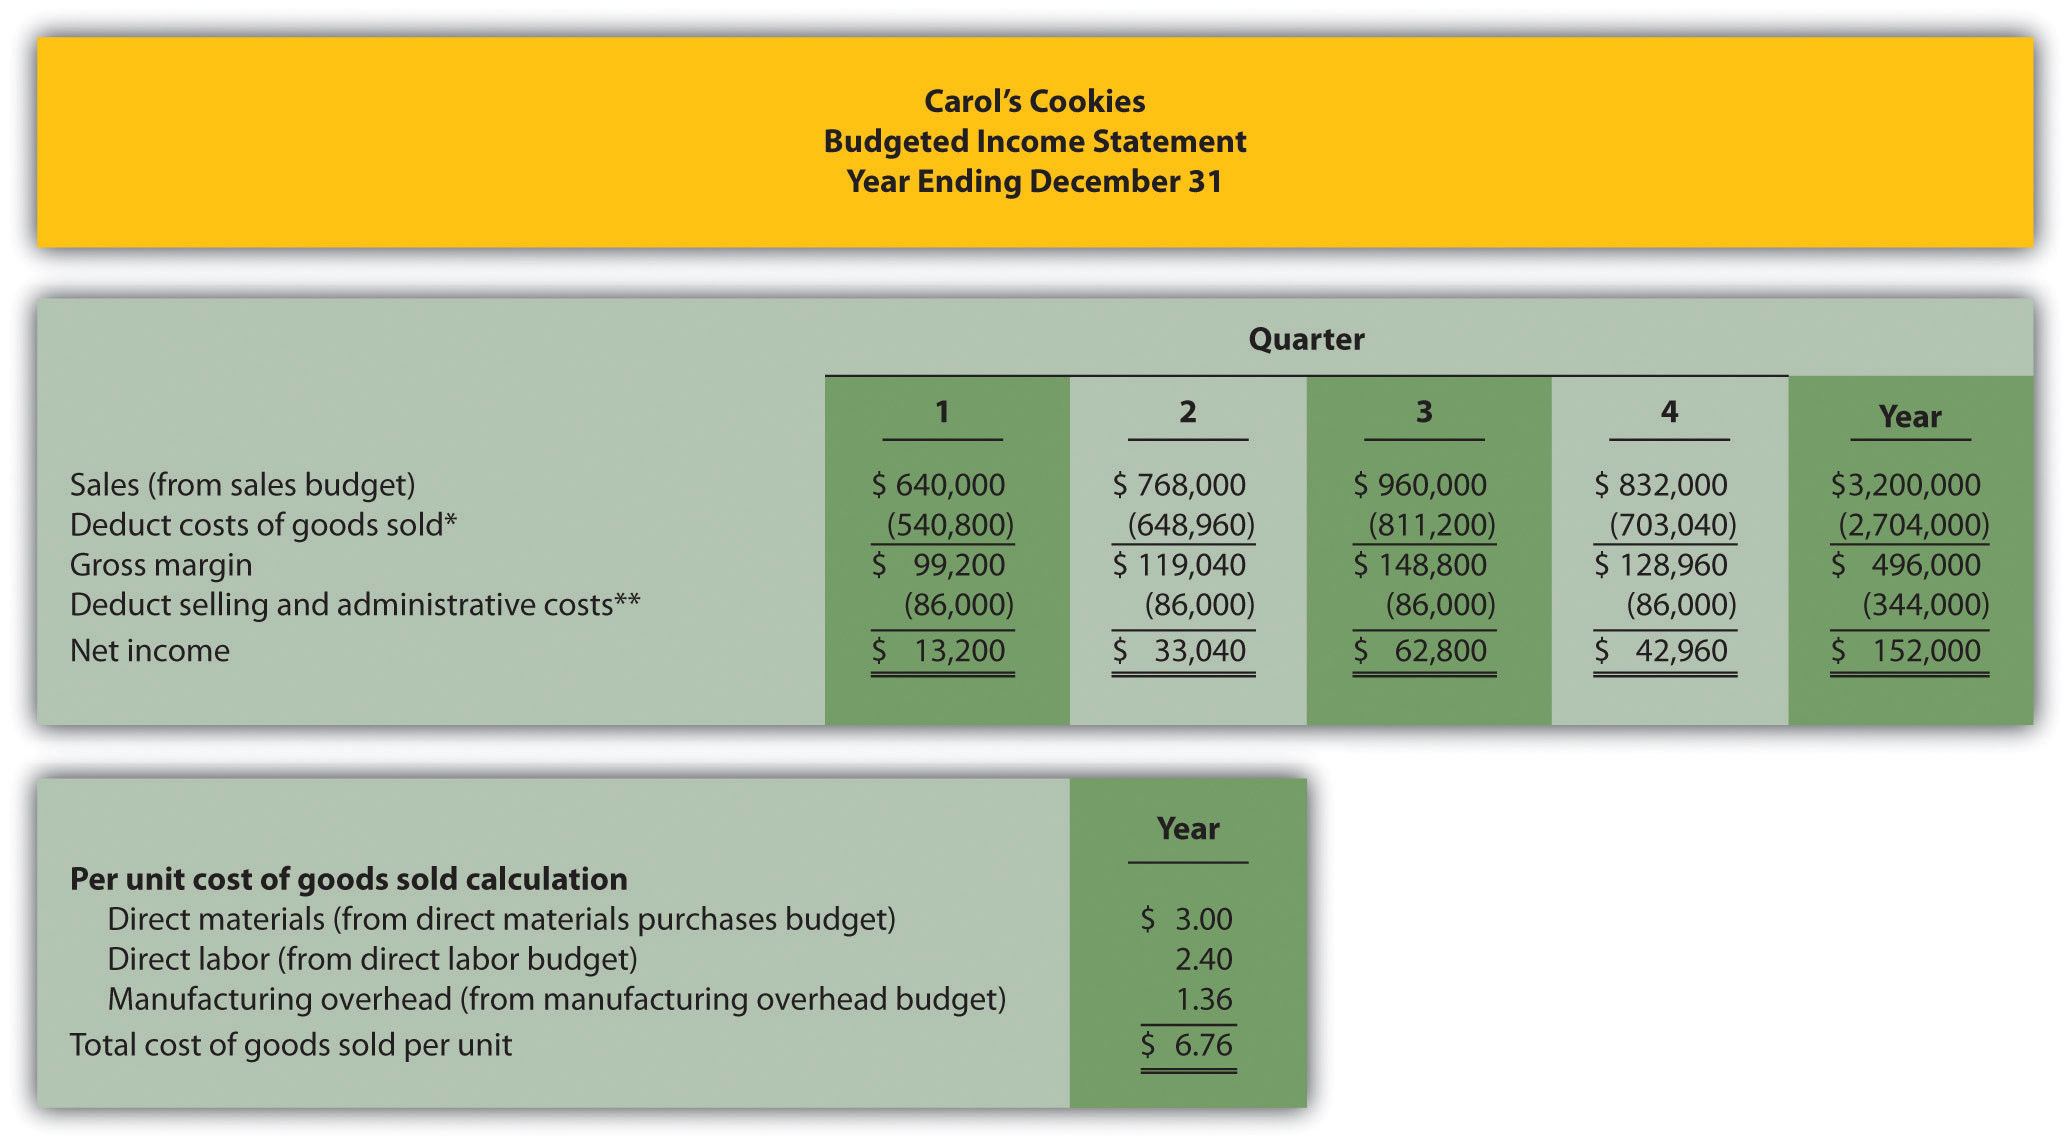 Carol’s Cookies
Budgeted Income Statement
Year Ending December 31
Quarter
1 2 3 4 Year
Sales (from sales budget) $ 640,000 $ 768,000 $ 960,000 $ 832,000 $3,200,000
Deduct costs of goods sold* (540,800) (648,960) (811,200) (703,040) (2,704,000)
Gross margin $ 99,200 $ 119,040 $ 148,800 $ 128,960 $ 496,000
Deduct selling and administrative costs** (86,000) (86,000) (86,000) (86,000) (344,000)
Net income $ 13,200 $ 33,040 $ 62,800 $ 42,960 $ 152,000
Year
Per unit cost of goods sold calculation
Direct materials (from direct materials purchases budget) $ 3.00
Direct labor (from direct labor budget) 2.40
Manufacturing overhead (from manufacturing overhead budget) 1.36
Total cost of goods sold per unit $ 6.76